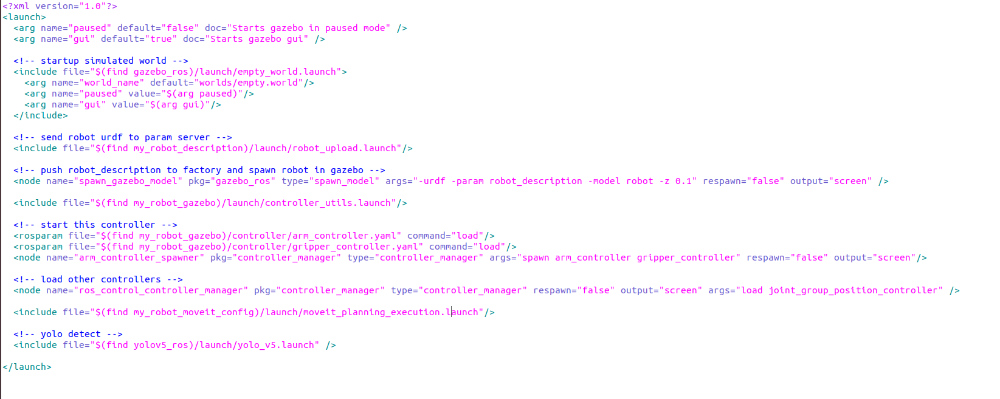 <?xml version="1.0"?>
<launch>
  <arg name="paused" default="false" doc="Starts gazebo in paused mode" />
  <arg name="gui" default="true" doc="Starts gazebo gui" />

  <!-- startup simulated world -->
  <include file="$(find gazebo_ros)/launch/empty_world.launch">
    <arg name="world_name" default="worlds/empty.world"/>
    <arg name="paused" value="$(arg paused)"/>
    <arg name="gui" value="$(arg gui)"/>
  </include>

  <!-- send robot urdf to param server -->
  <include file="$(find my_robot_description)/launch/robot_upload.launch"/>

  <!-- push robot_description to factory and spawn robot in gazebo -->
  <node name="spawn_gazebo_model" pkg="gazebo_ros" type="spawn_model" args="-urdf -param robot_description -model robot -z 0.1" respawn="false" output="screen" />

  <include file="$(find my_robot_gazebo)/launch/controller_utils.launch"/>

  <!-- start this controller -->
  <rosparam file="$(find my_robot_gazebo)/controller/arm_controller.yaml" command="load"/>
  <rosparam file="$(find my_robot_gazebo)/controller/gripper_controller.yaml" command="load"/>
  <node name="arm_controller_spawner" pkg="controller_manager" type="controller_manager" args="spawn arm_controller gripper_controller" respawn="false" output="screen"/>

  <!-- load other controllers -->
  <node name="ros_control_controller_manager" pkg="controller_manager" type="controller_manager" respawn="false" output="screen" args="load joint_group_position_controller" />

  <include file="$(find my_robot_moveit_config)/launch/moveit_planning_execution.launch"/>

  <!-- yolo detect -->
  <include file="$(find yolov5_ros)/launch/yolo_v5.launch" />

</launch>